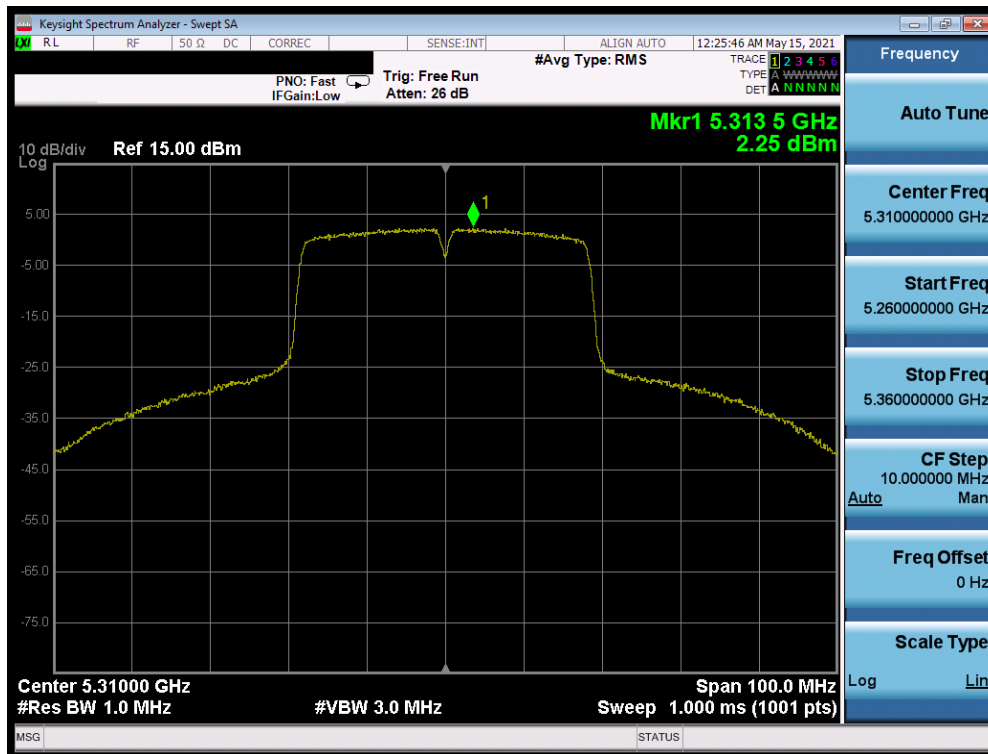 Keysight Spectrum Analyzer - Swept SA
LXI RL RF 50 Ω DC CORREC SENSE:INT ALIGN AUTO 12:25:46 AM May 15, 2021
#Avg Type: RMS TRACE 1 2 3 4 5 6
PNO: Fast Trig: Free Run TYPE A WWWWW
IFGain:Low Atten: 26 dB DET A N N N N N
Mkr1 5.313 5 GHz
10 dB/div Ref 15.00 dBm 2.25 dBm
Log
1
5.00
-5.00
-15.0
-25.0
-35.0
-45.0
-55.0
-65.0
-75.0
Center 5.31000 GHz Span 100.0 MHz
#Res BW 1.0 MHz #VBW 3.0 MHz Sweep 1.000 ms (1001 pts)
MSG STATUS
Frequency
Auto Tune
Center Freq
5.310000000 GHz
Start Freq
5.260000000 GHz
Stop Freq
5.360000000 GHz
CF Step
10.000000 MHz
Auto Man
Freq Offset
0 Hz
Scale Type
Log Lin